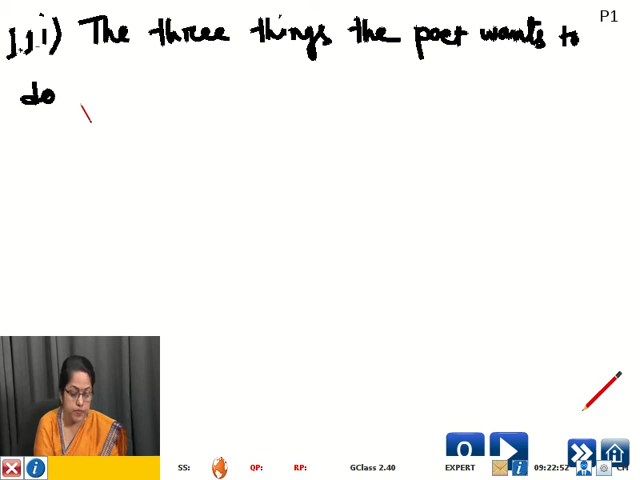 P1
1.1.i) The three things the poet wants to
do
SS: QP: RP: GClass 2.40 EXPERT 09:22:52 CM